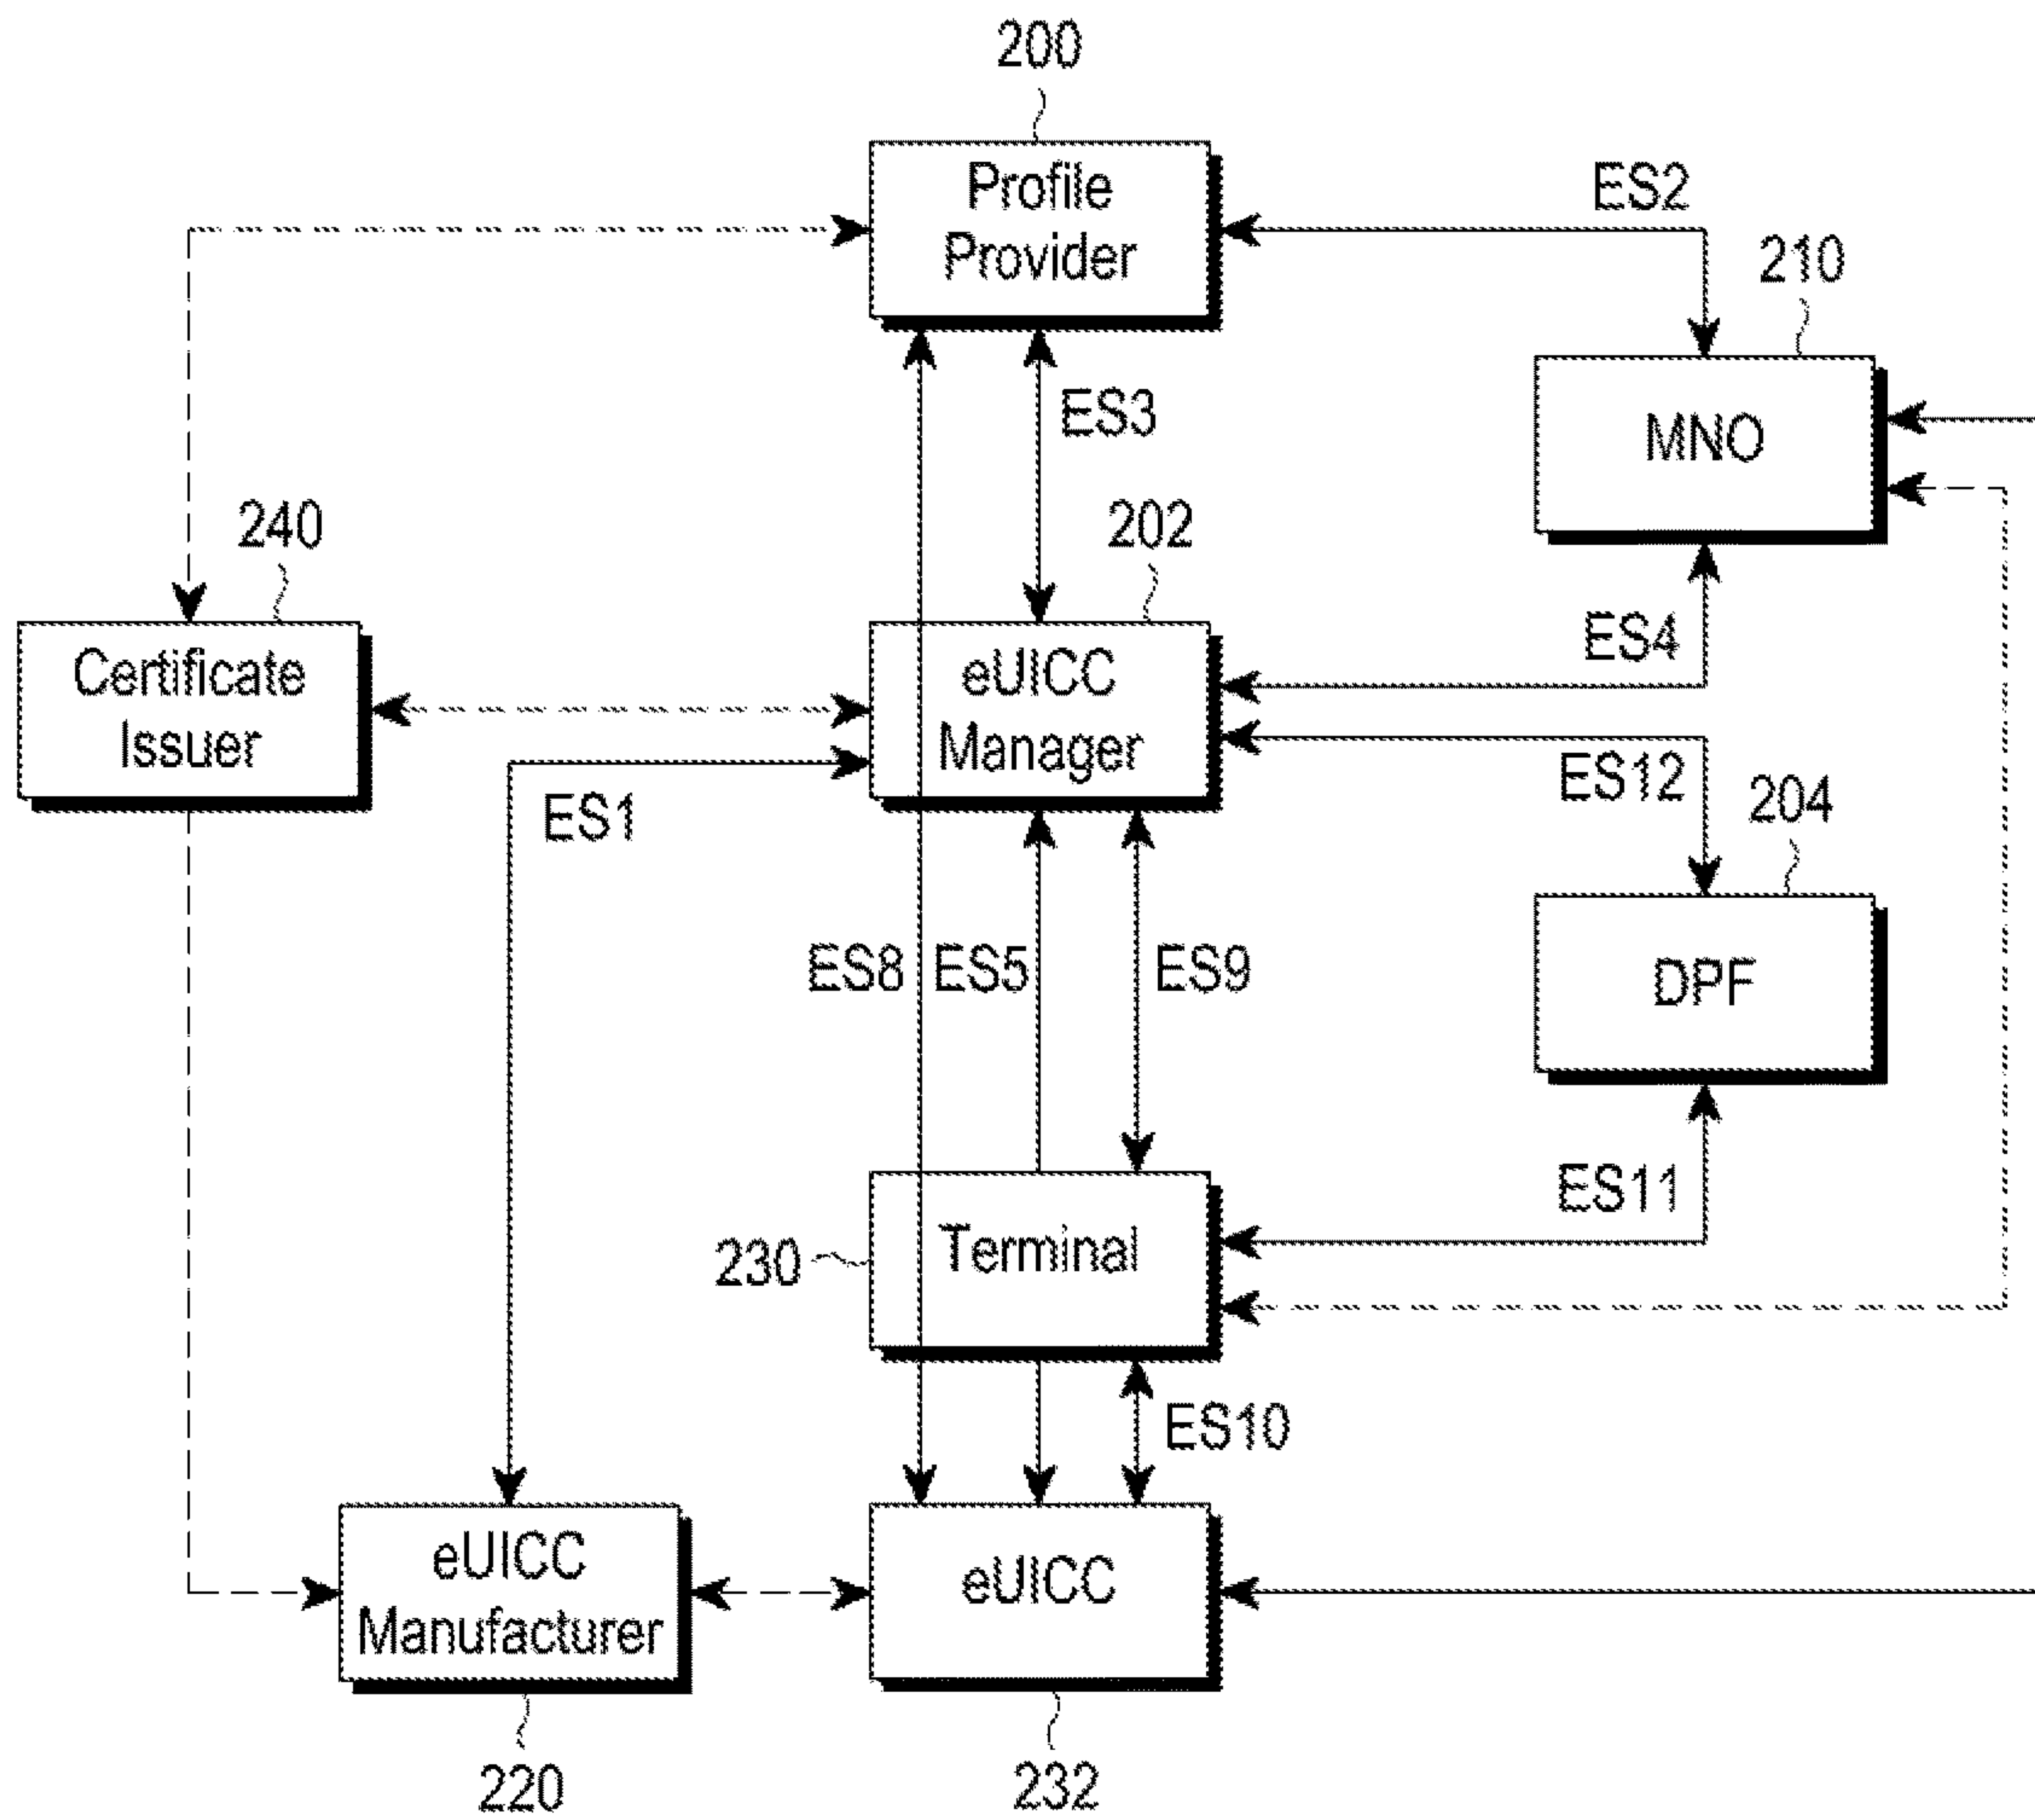 200
Profile
Provider
ES2
210
MNO
ES3
240
202
Certificate
Issuer
eUICC
Manager
ES4
ES12
ES1
204
DPF
ES8
ES5
ES9
230
Terminal
ES11
ES10
eUICC
Manufacturer
eUICC
220
232